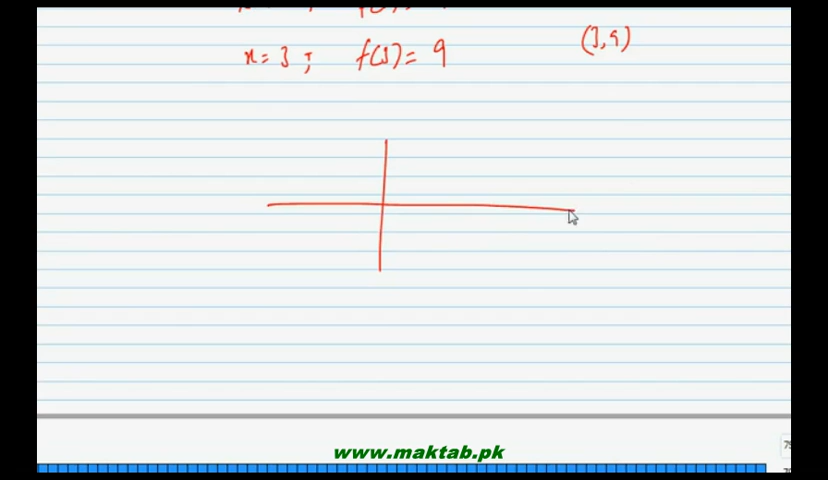 x = 3 ; f(3) = 9 (3, 9)
www.maktab.pk